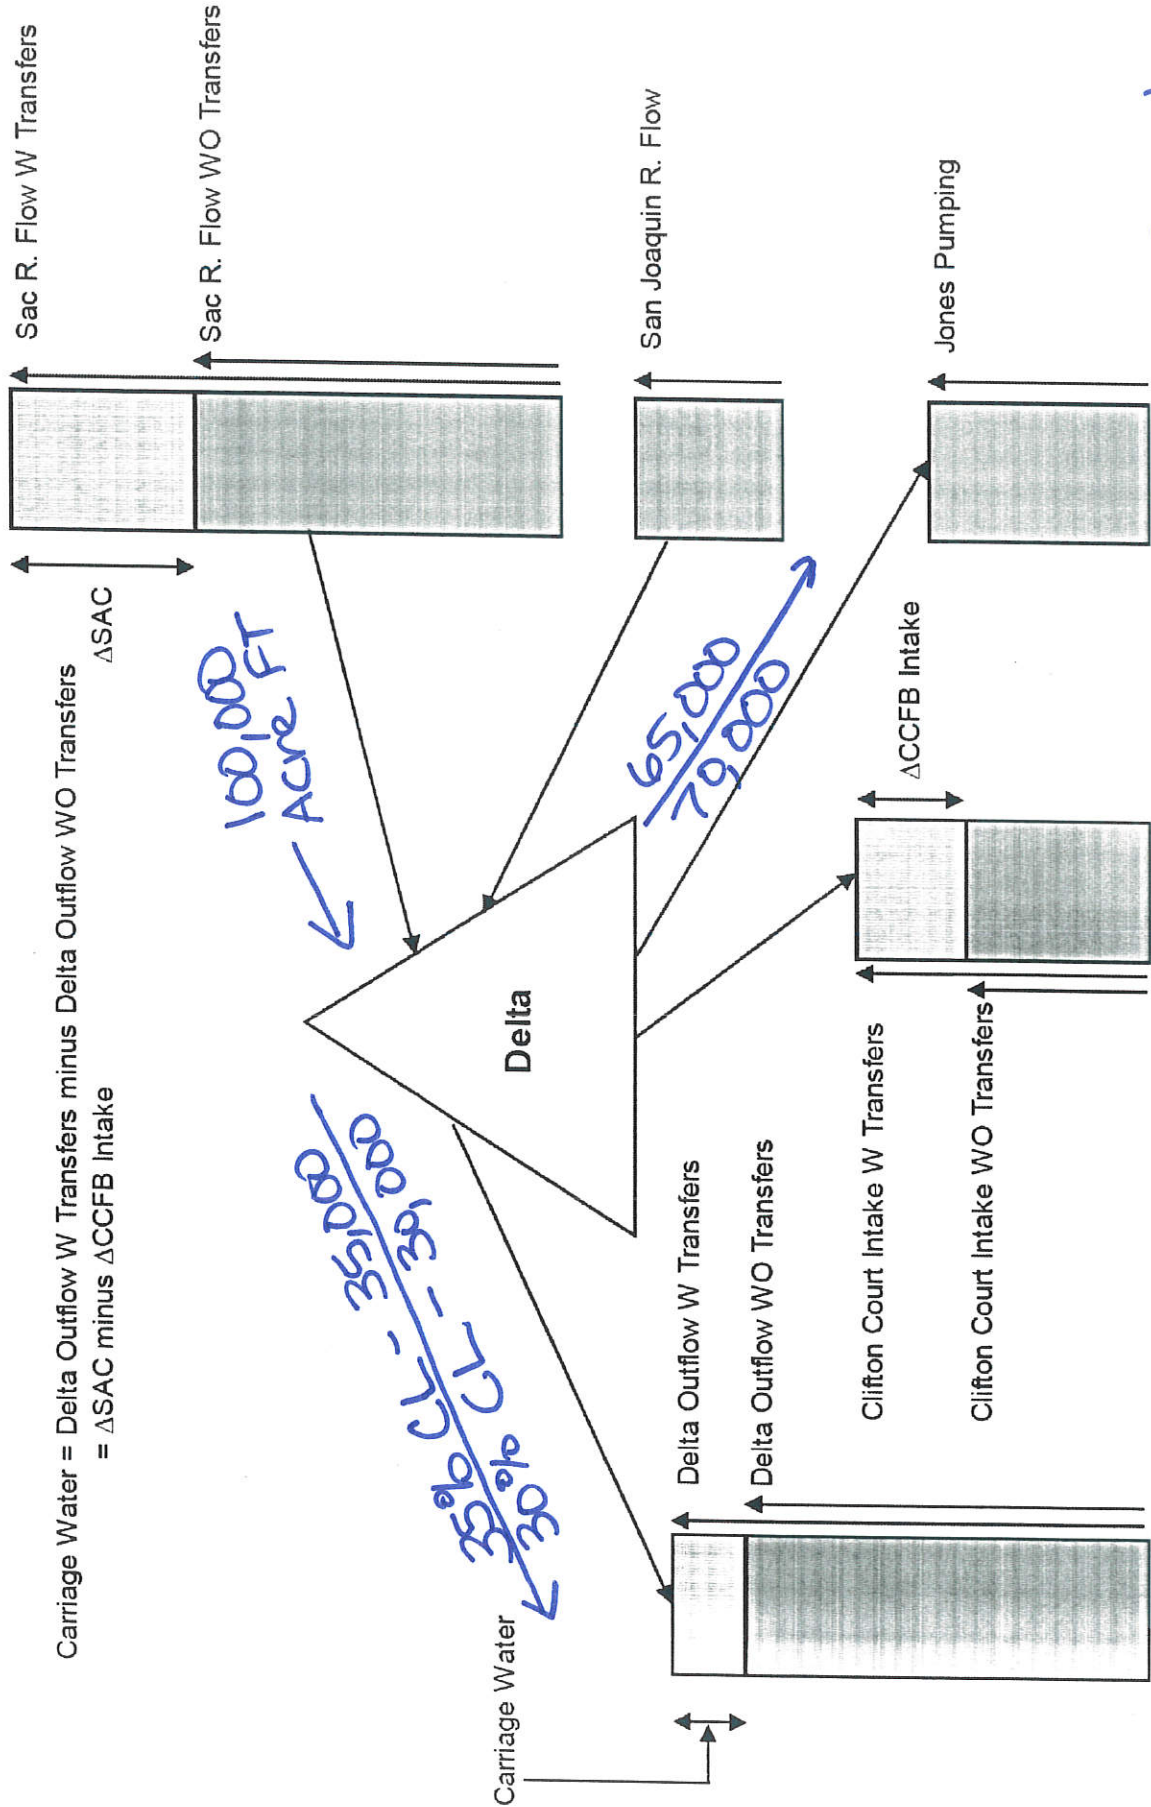 Carriage Water = Delta Outflow W Transfers minus Delta Outflow WO Transfers
= ΔSAC minus ΔCCFB Intake
ΔSAC
Sac R. Flow W Transfers
Sac R. Flow WO Transfers
100,000
Acre FT
35% CL - 35,000
30% CL - 30,000
Delta
65,000
70,000
San Joaquin R. Flow
Carriage Water
Delta Outflow W Transfers
Delta Outflow WO Transfers
ΔCCFB Intake
Jones Pumping
Clifton Court Intake W Transfers
Clifton Court Intake WO Transfers